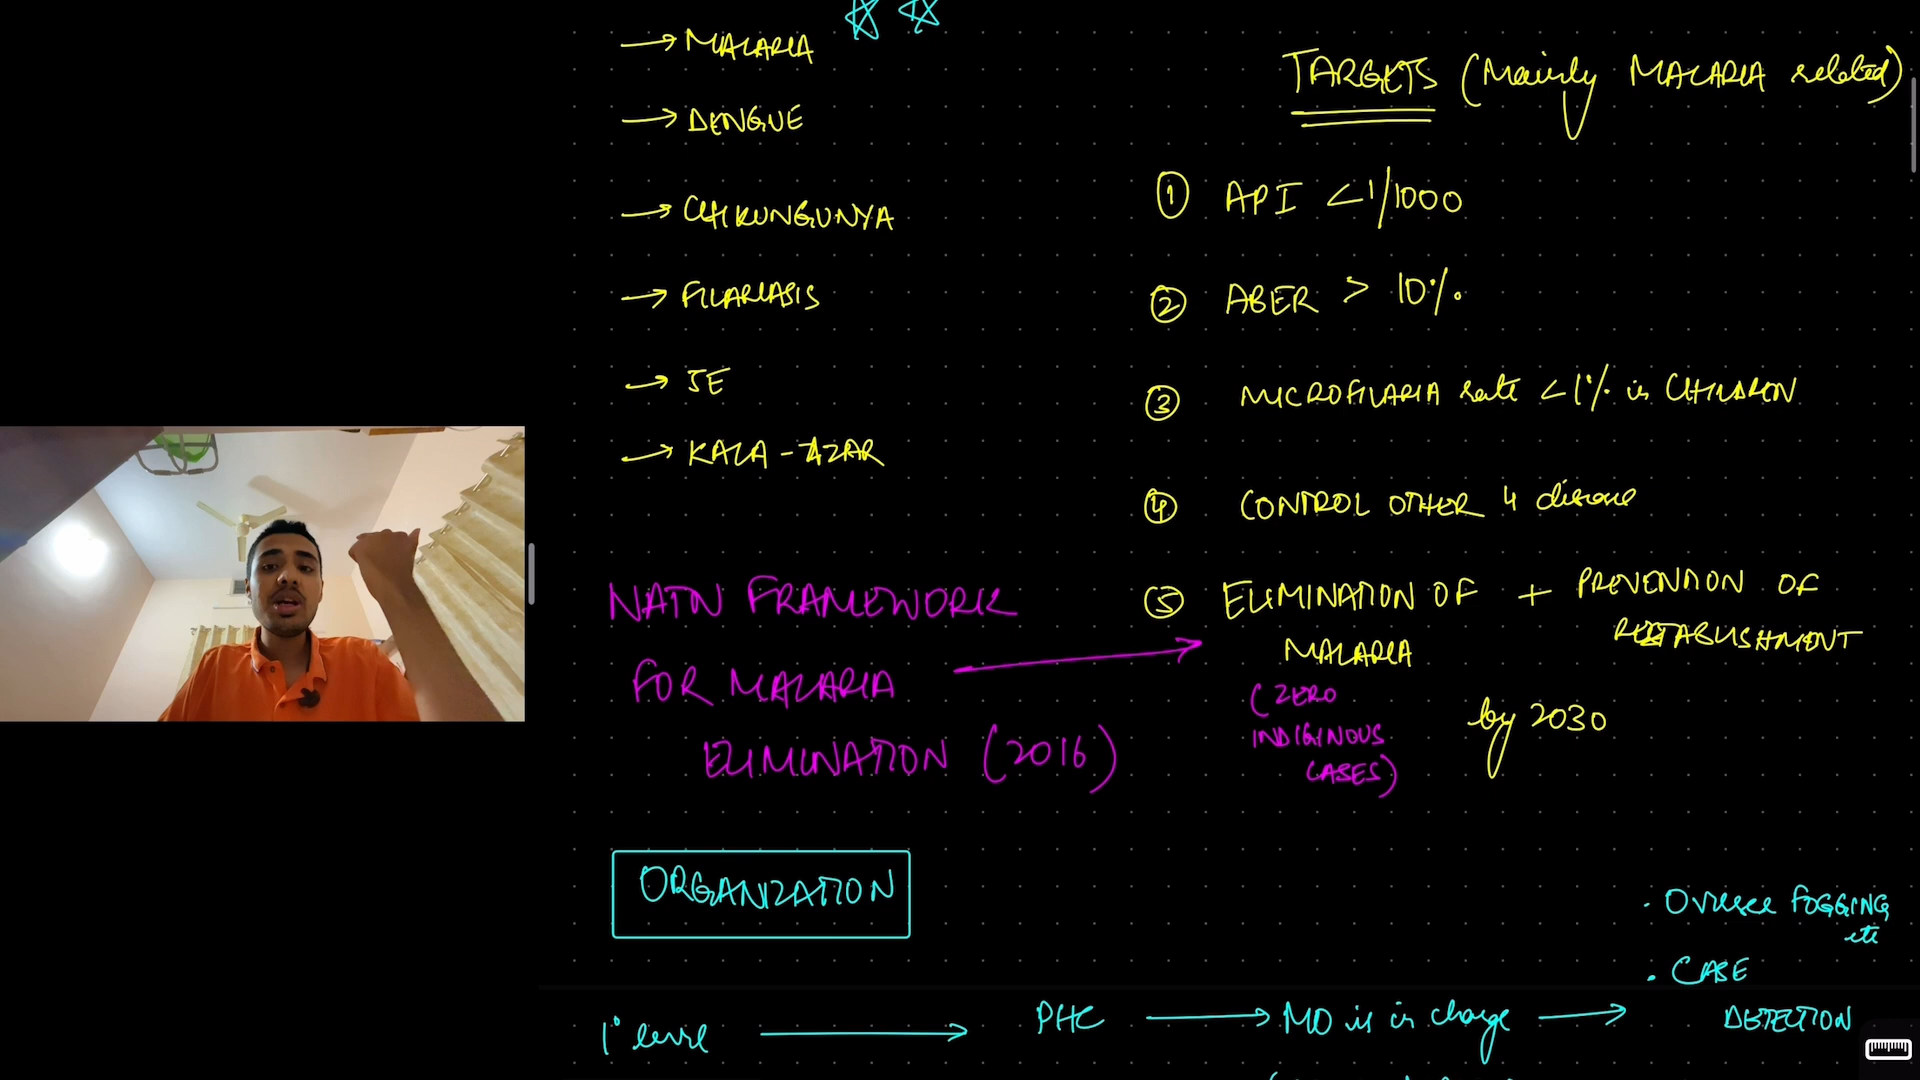 → MALARIA
→ DENGUE
→ CHIKUNGUNYA
→ FILARIASIS
→ JE
→ KALA-AZAR
NATN FRAMEWORK
FOR MALARIA
ELIMINATION (2016)
TARGETS (Mainly MALARIA related)
① API <1/1000
② ABER > 10%
③ MICROFILARIA rate <1% in CHILDREN
④ CONTROL OTHER 4 disease
⑤ ELIMINATION OF + PREVENTION OF
MALARIA REESTABLISHMENT
(ZERO
INDIGINOUS
CASES)
by 2030
ORGANIZATION
• Oversee FOGGING
etc
• CASE
DETECTION
1° level → PHC → MO is in charge →